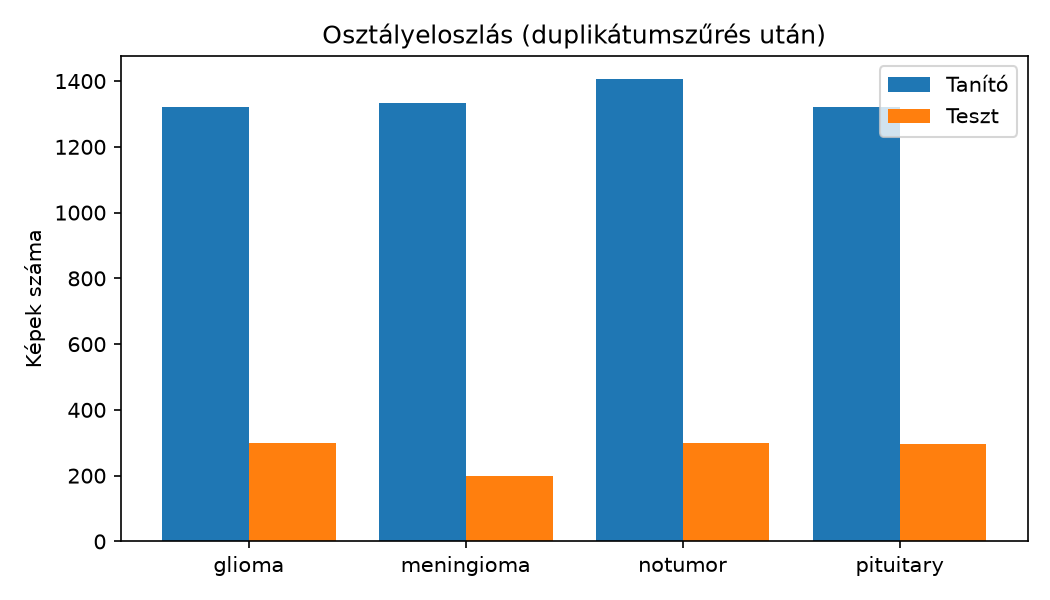 Osztályeloszlás (duplikátumszűrés után)
Tanító
Teszt
Képek száma
1400
1200
1000
800
600
400
200
0
glioma
meningioma
notumor
pituitary